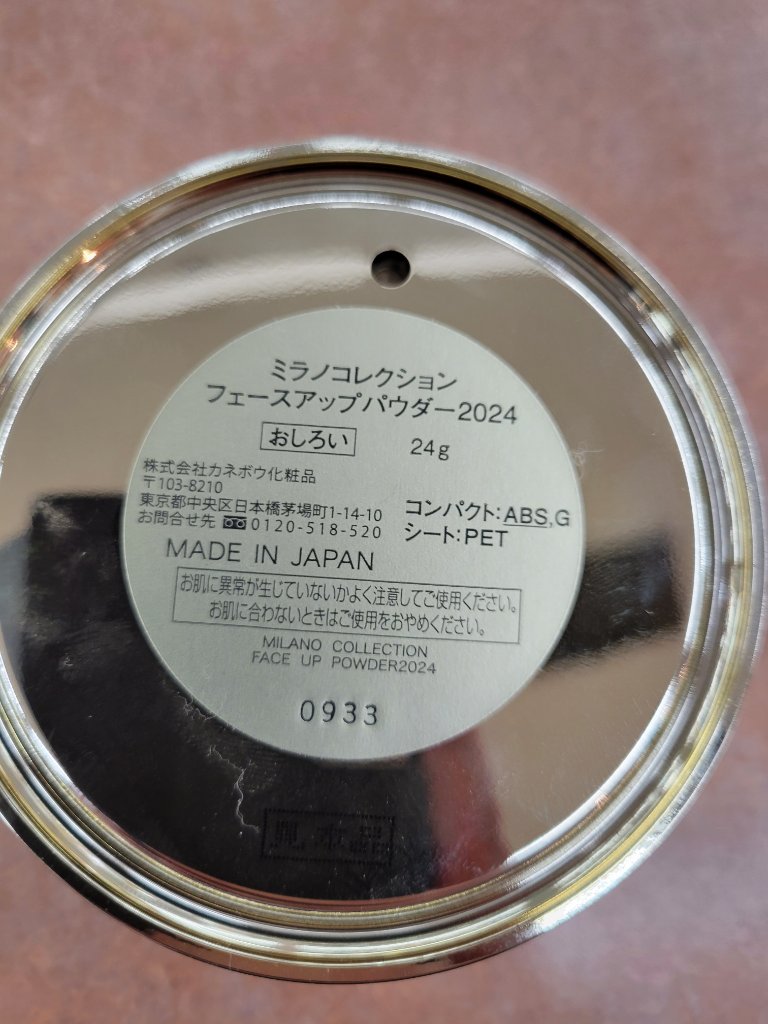 ミラノコレクション
フェースアップパウダー2024
おしろい 24g
株式会社カネボウ化粧品
〒103-8210
東京都中央区日本橋茅場町1-14-10
お問合せ先 0120-518-520
コンパクト:ABS,G
シート:PET
MADE IN JAPAN
お肌に異常が生じていないかよく注意してご使用ください。
お肌に合わないときはご使用をおやめください。
MILANO COLLECTION
FACE UP POWDER2024
0933
見本品